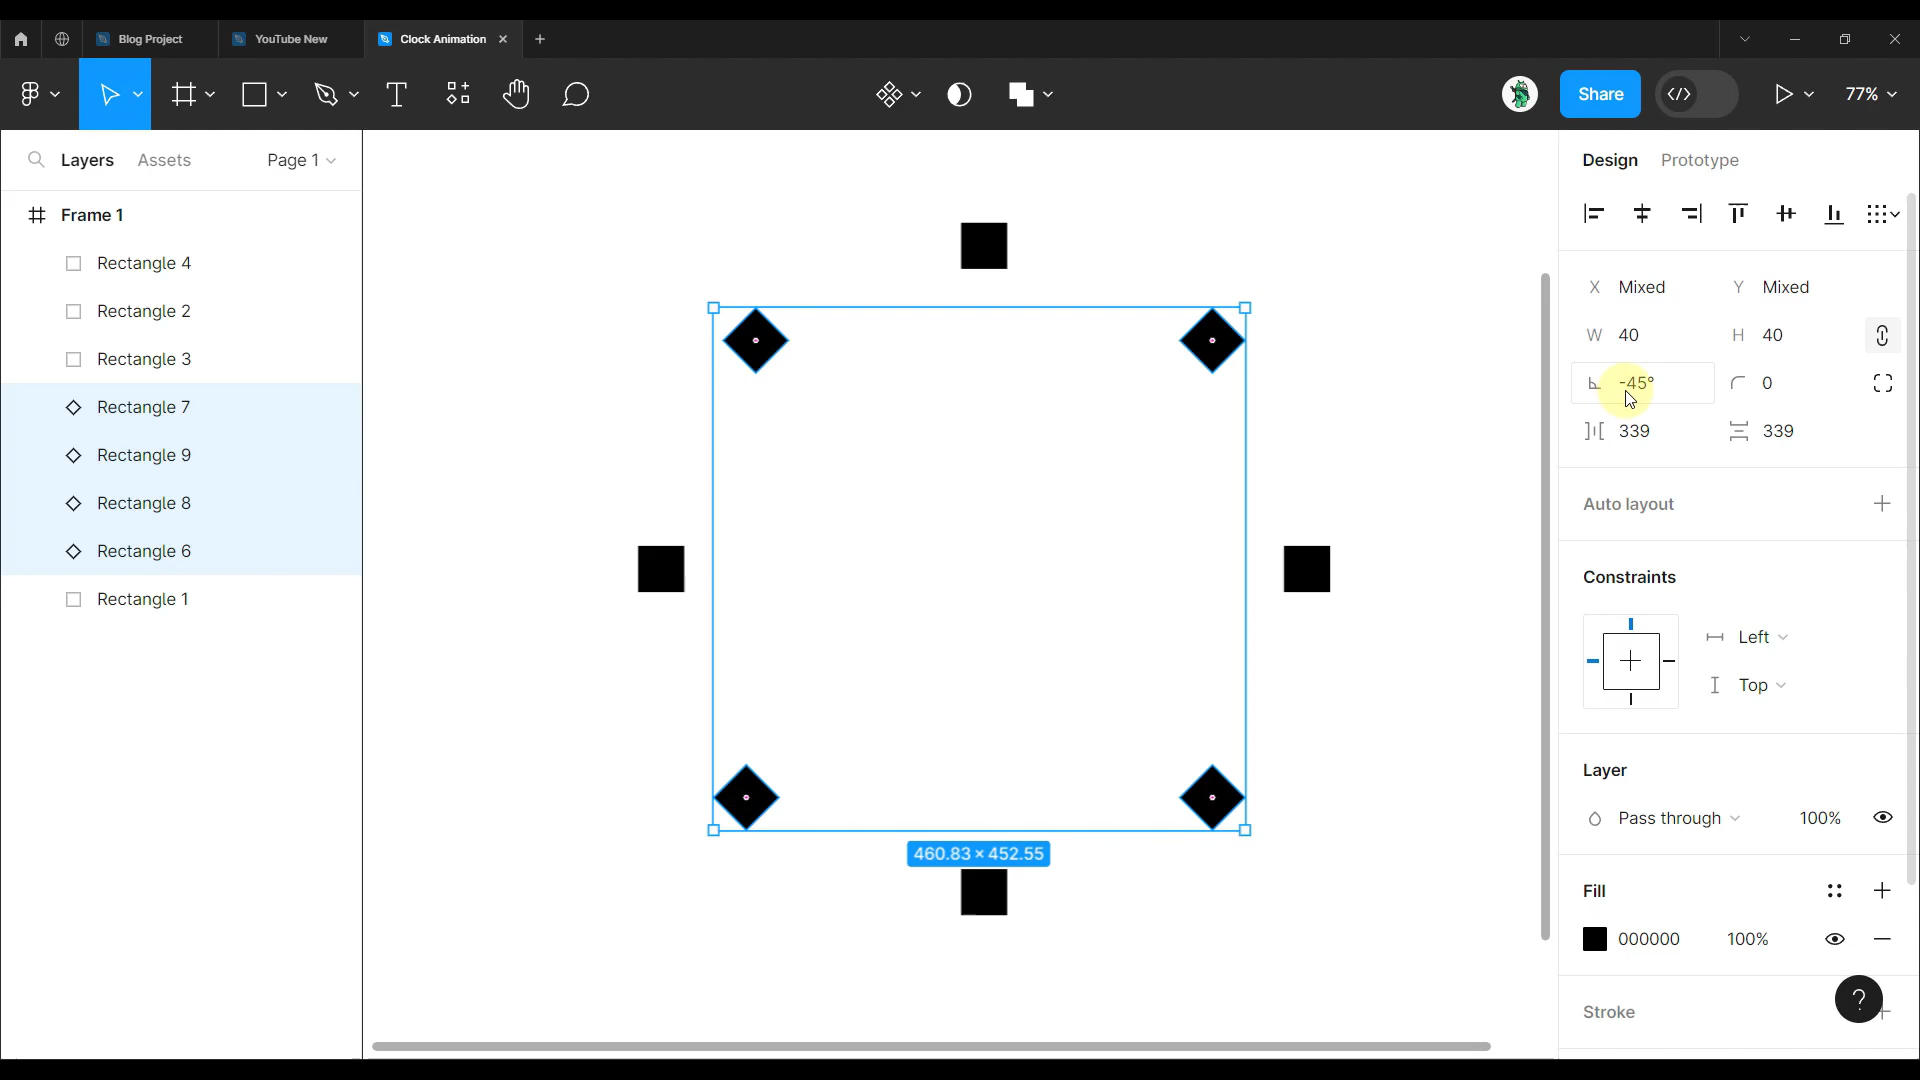 Blog Project YouTube New Clock Animation
Share 77%
Layers Assets Page 1
Design Prototype
Frame 1
Rectangle 4
Rectangle 2
Rectangle 3
Rectangle 7
Rectangle 9
Rectangle 8
Rectangle 6
Rectangle 1
460.83 × 452.55
X Mixed Y Mixed
W 40 H 40
-45° 0
339 339
Auto layout
Constraints
Left
Top
Layer
Pass through 100%
Fill
000000 100%
Stroke
?